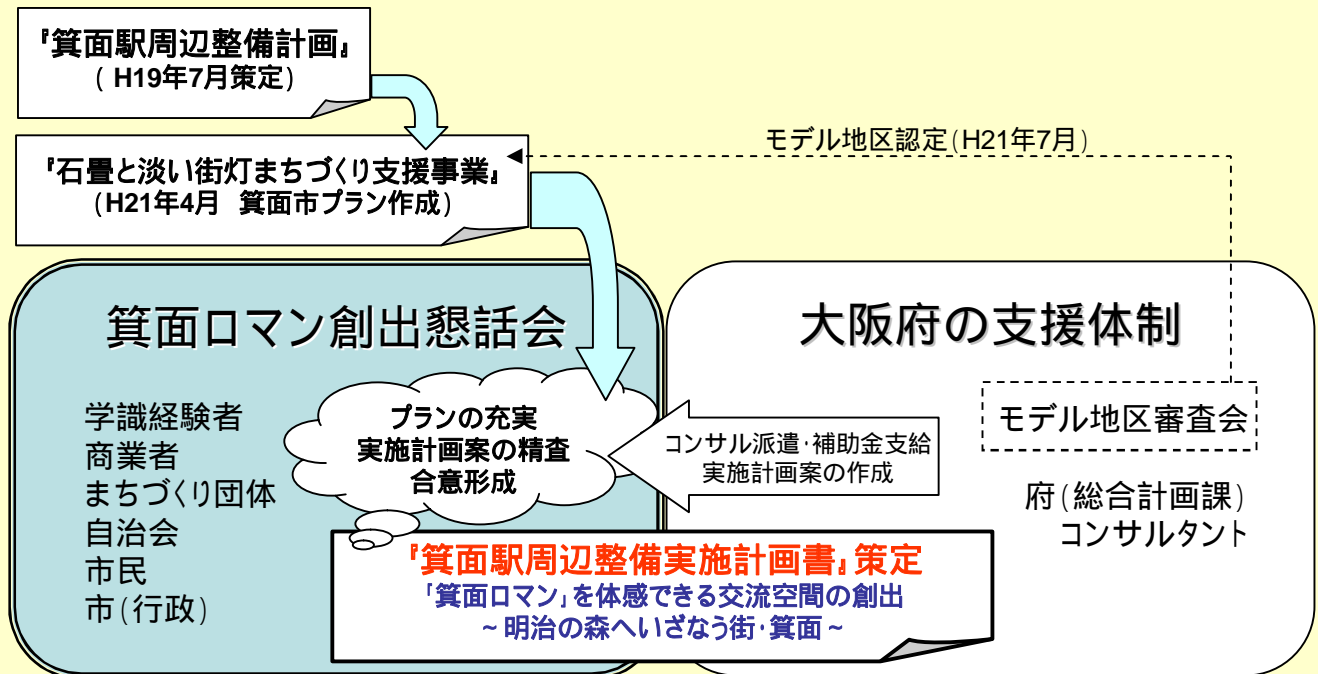 『箕面駅周辺整備計画』
(H19年7月策定)
モデル地区認定(H21年7月)
『石畳と淡い街灯まちづくり支援事業』
(H21年4月 箕面市プラン作成)
箕面ロマン創出懇話会
学識経験者
商業者
まちづくり団体
自治会
市民
市(行政)
プランの充実
実施計画案の精査
合意形成
大阪府の支援体制
モデル地区審査会
コンサル派遣・補助金支給
実施計画案の作成
府(総合計画課)
コンサルタント
『箕面駅周辺整備実施計画書』策定
「箕面ロマン」を体感できる交流空間の創出
~明治の森へいざなう街・箕面~